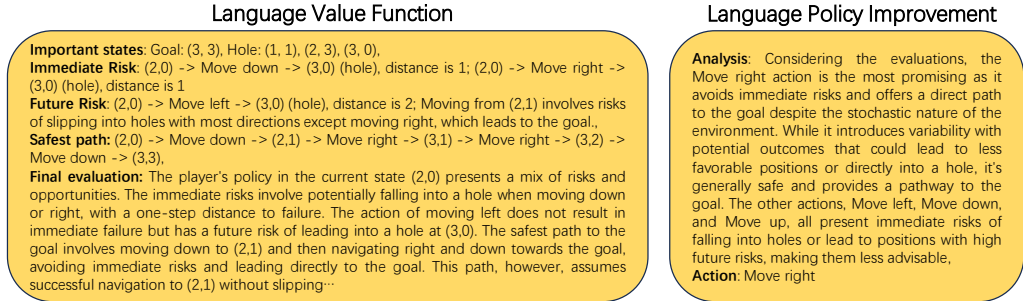 Language Value Function
Important states: Goal: (3, 3), Hole: (1, 1), (2, 3), (3, 0),
Immediate Risk: (2,0) -> Move down -> (3,0) (hole), distance is 1; (2,0) -> Move right ->
(3,0) (hole), distance is 1
Future Risk: (2,0) -> Move left -> (3,0) (hole), distance is 2; Moving from (2,1) involves risks
of slipping into holes with most directions except moving right, which leads to the goal.,
Safest path: (2,0) -> Move down -> (2,1) -> Move right -> (3,1) -> Move right -> (3,2) ->
Move down -> (3,3),
Final evaluation: The player's policy in the current state (2,0) presents a mix of risks and
opportunities. The immediate risks involve potentially falling into a hole when moving down
or right, with a one-step distance to failure. The action of moving left does not result in
immediate failure but has a future risk of leading into a hole at (3,0). The safest path to the
goal involves moving down to (2,1) and then navigating right and down towards the goal,
avoiding immediate risks and leading directly to the goal. This path, however, assumes
successful navigation to (2,1) without slipping…
Language Policy Improvement
Analysis: Considering the evaluations, the
Move right action is the most promising as it
avoids immediate risks and offers a direct path
to the goal despite the stochastic nature of the
environment. While it introduces variability with
potential outcomes that could lead to less
favorable positions or directly into a hole, it's
generally safe and provides a pathway to the
goal. The other actions, Move left, Move down,
and Move up, all present immediate risks of
falling into holes or lead to positions with high
future risks, making them less advisable,
Action: Move right